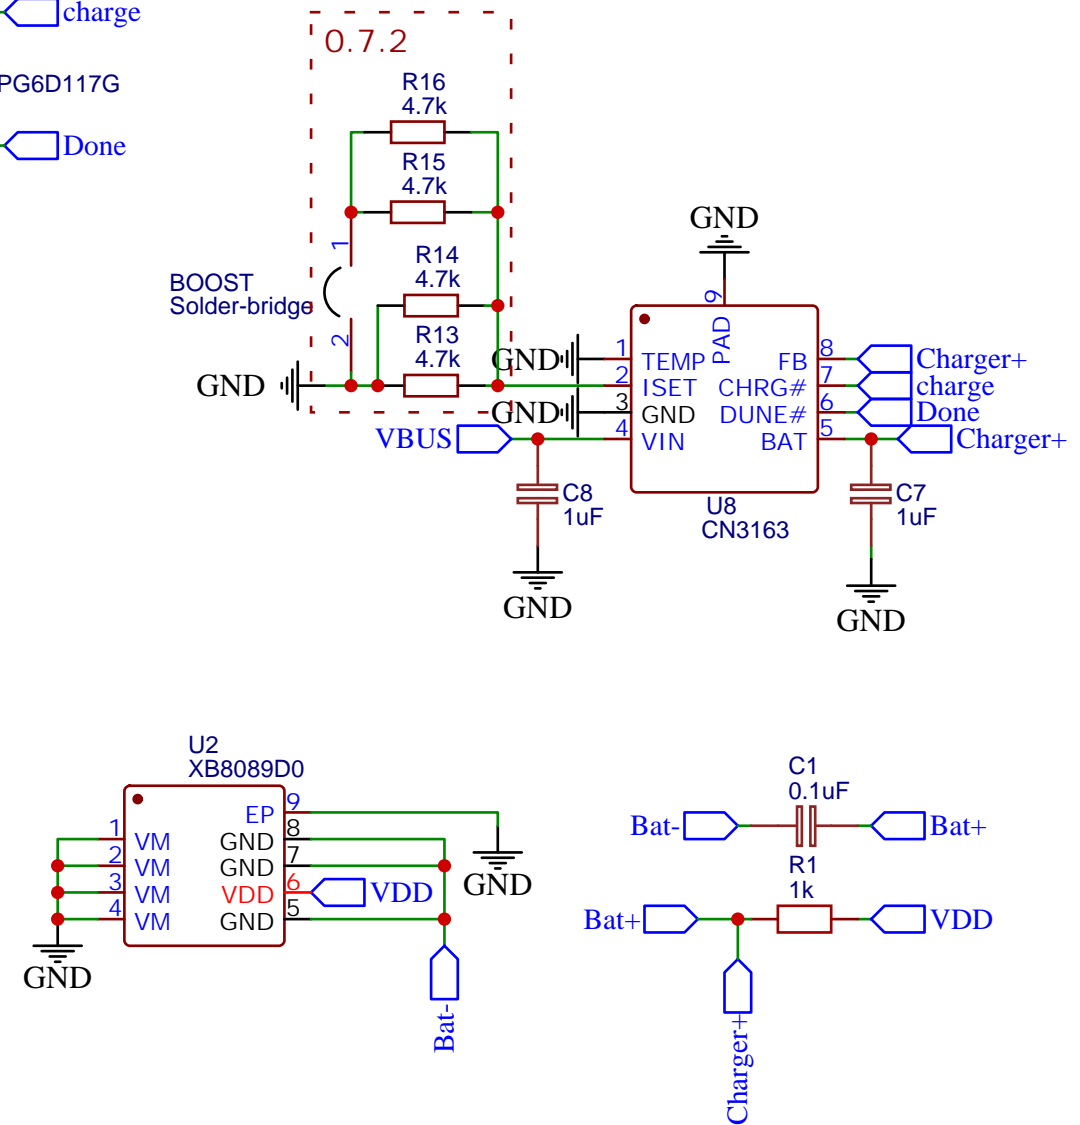 charge
PG6D117G
Done
0.7.2
R16
4.7k
R15
4.7k
1
R14
4.7k
BOOST
Solder-bridge
2
R13
4.7k
GND
GND
GND
VBUS
GND
9
PAD
1 TEMP FB 8 Charger+
2 ISET CHRG# 7 charge
3 GND DUNE# 6 Done
4 VIN BAT 5 Charger+
U8
CN3163
C8
1uF
GND
C7
1uF
GND
U2
XB8089D0
EP 9
1 VM GND 8
2 VM GND 7
3 VM VDD 6 VDD
4 VM GND 5
GND
GND
Bat-
C1
0.1uF
Bat- Bat+
R1
1k
Bat+ VDD
Charger+